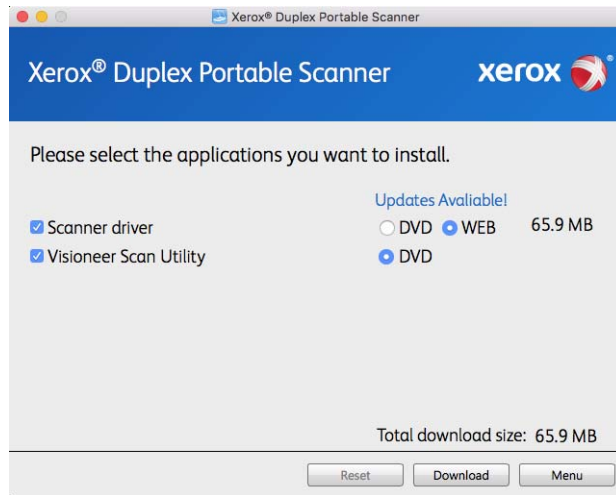 Xerox® Duplex Portable Scanner
Xerox® Duplex Portable Scanner
xerox®
Please select the applications you want to install.
Updates Avaliable!
Scanner driver DVD WEB 65.9 MB
Visioneer Scan Utility DVD
Total download size: 65.9 MB
Reset Download Menu